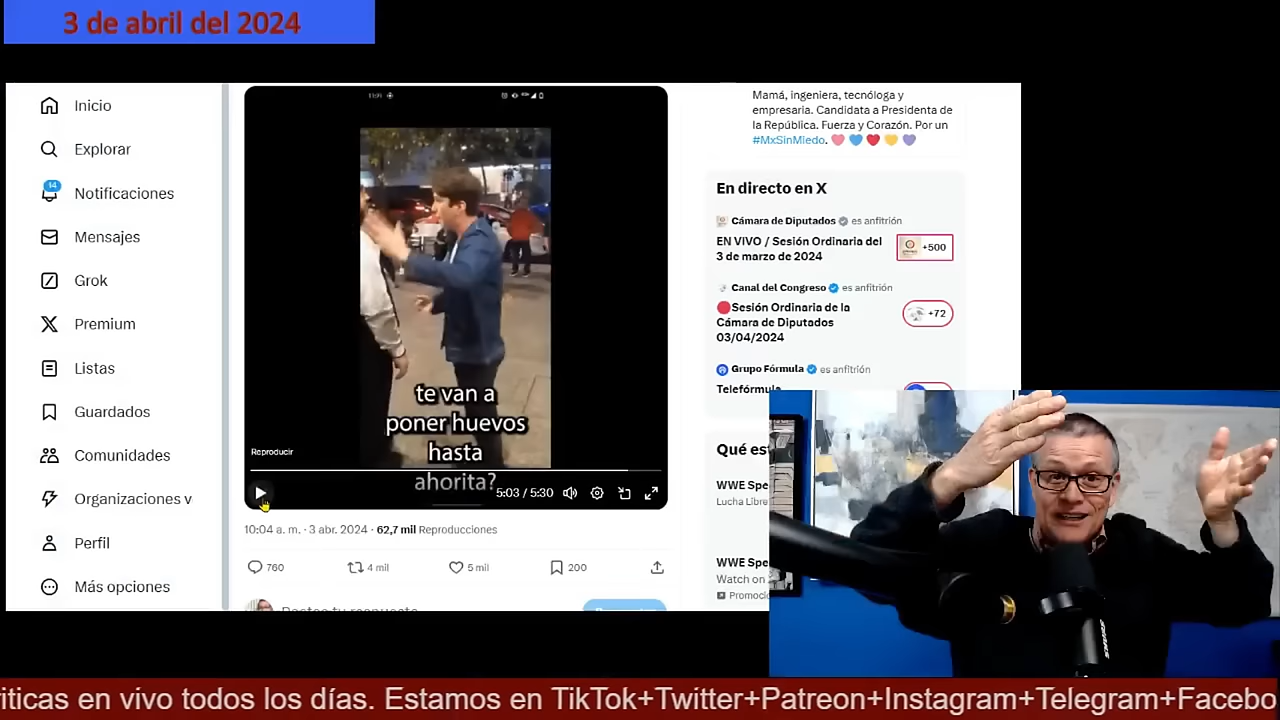 3 de abril del 2024
Inicio
Explorar
14
Notificaciones
Mensajes
Grok
Premium
Listas
Guardados
Comunidades
Organizaciones v
Perfil
Más opciones
te van a
poner huevos
hasta
ahorita?
Reproducir
5:03 / 5:30
10:04 a. m. · 3 abr. 2024 · 62,7 mil Reproducciones
760
4 mil
5 mil
200
Postea tu respuesta
Mamá, ingeniera, tecnóloga y
empresaria. Candidata a Presidenta de
la República. Fuerza y Corazón. Por un
#MxSinMiedo.
En directo en X
Cámara de Diputados es anfitrión
EN VIVO / Sesión Ordinaria del
3 de marzo de 2024
+500
Canal del Congreso es anfitrión
Sesión Ordinaria de la
Cámara de Diputados
03/04/2024
+72
Grupo Fórmula es anfitrión
Telefórmula
Qué est
WWE Spe
Lucha Libre
WWE Spe
Watch on
Promocio
SHURE
iticas en vivo todos los días. Estamos en TikTok+Twitter+Patreon+Instagram+Telegram+Facebo